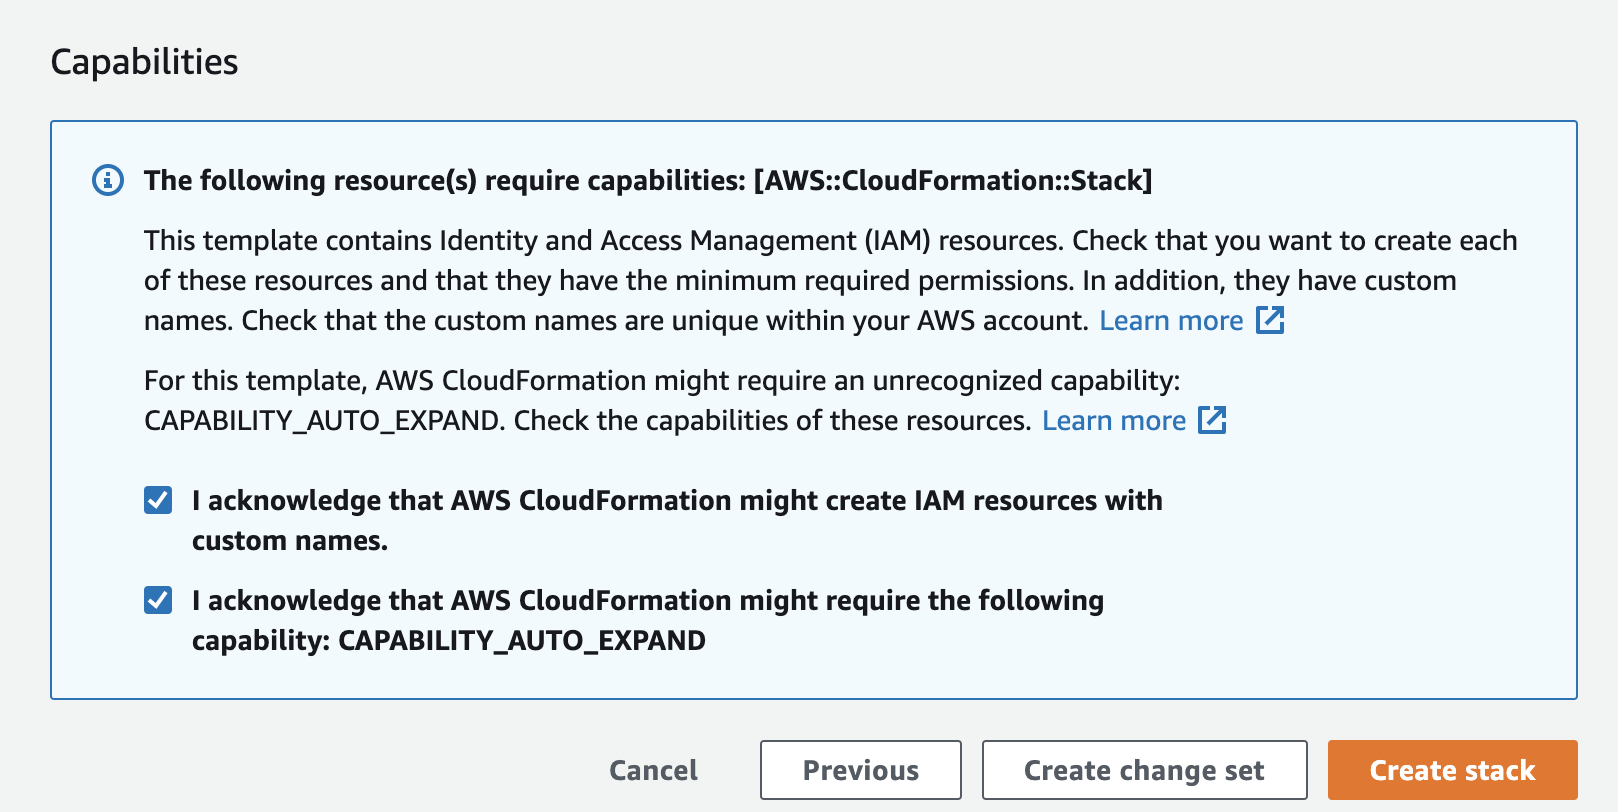 Capabilities
The following resource(s) require capabilities: [AWS::CloudFormation::Stack]
This template contains Identity and Access Management (IAM) resources. Check that you want to create each
of these resources and that they have the minimum required permissions. In addition, they have custom
names. Check that the custom names are unique within your AWS account. Learn more
For this template, AWS CloudFormation might require an unrecognized capability:
CAPABILITY_AUTO_EXPAND. Check the capabilities of these resources. Learn more
I acknowledge that AWS CloudFormation might create IAM resources with
custom names.
I acknowledge that AWS CloudFormation might require the following
capability: CAPABILITY_AUTO_EXPAND
Cancel Previous Create change set Create stack